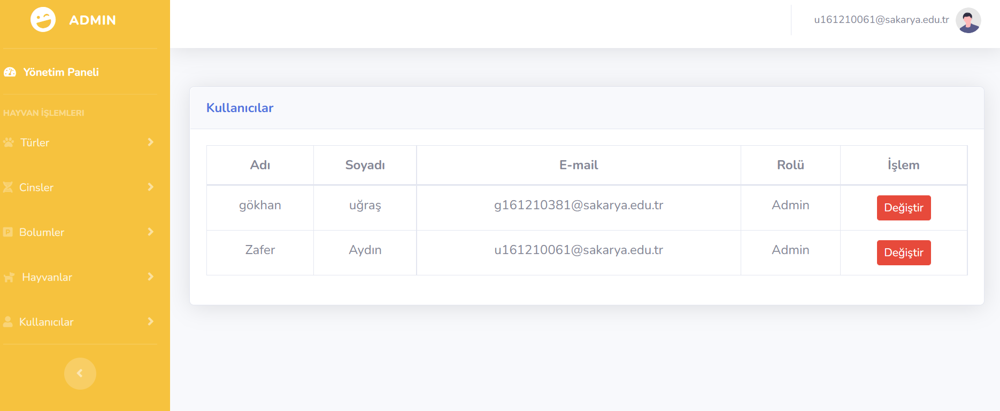 ADMIN
u161210061@sakarya.edu.tr
Yönetim Paneli
HAYVAN İŞLEMLERI
Türler
Cinsler
Bolumler
Hayvanlar
Kullanıcılar
Kullanıcılar
Adı Soyadı E-mail Rolü İşlem
gökhan uğraş g161210381@sakarya.edu.tr Admin Değiştir
Zafer Aydın u161210061@sakarya.edu.tr Admin Değiştir